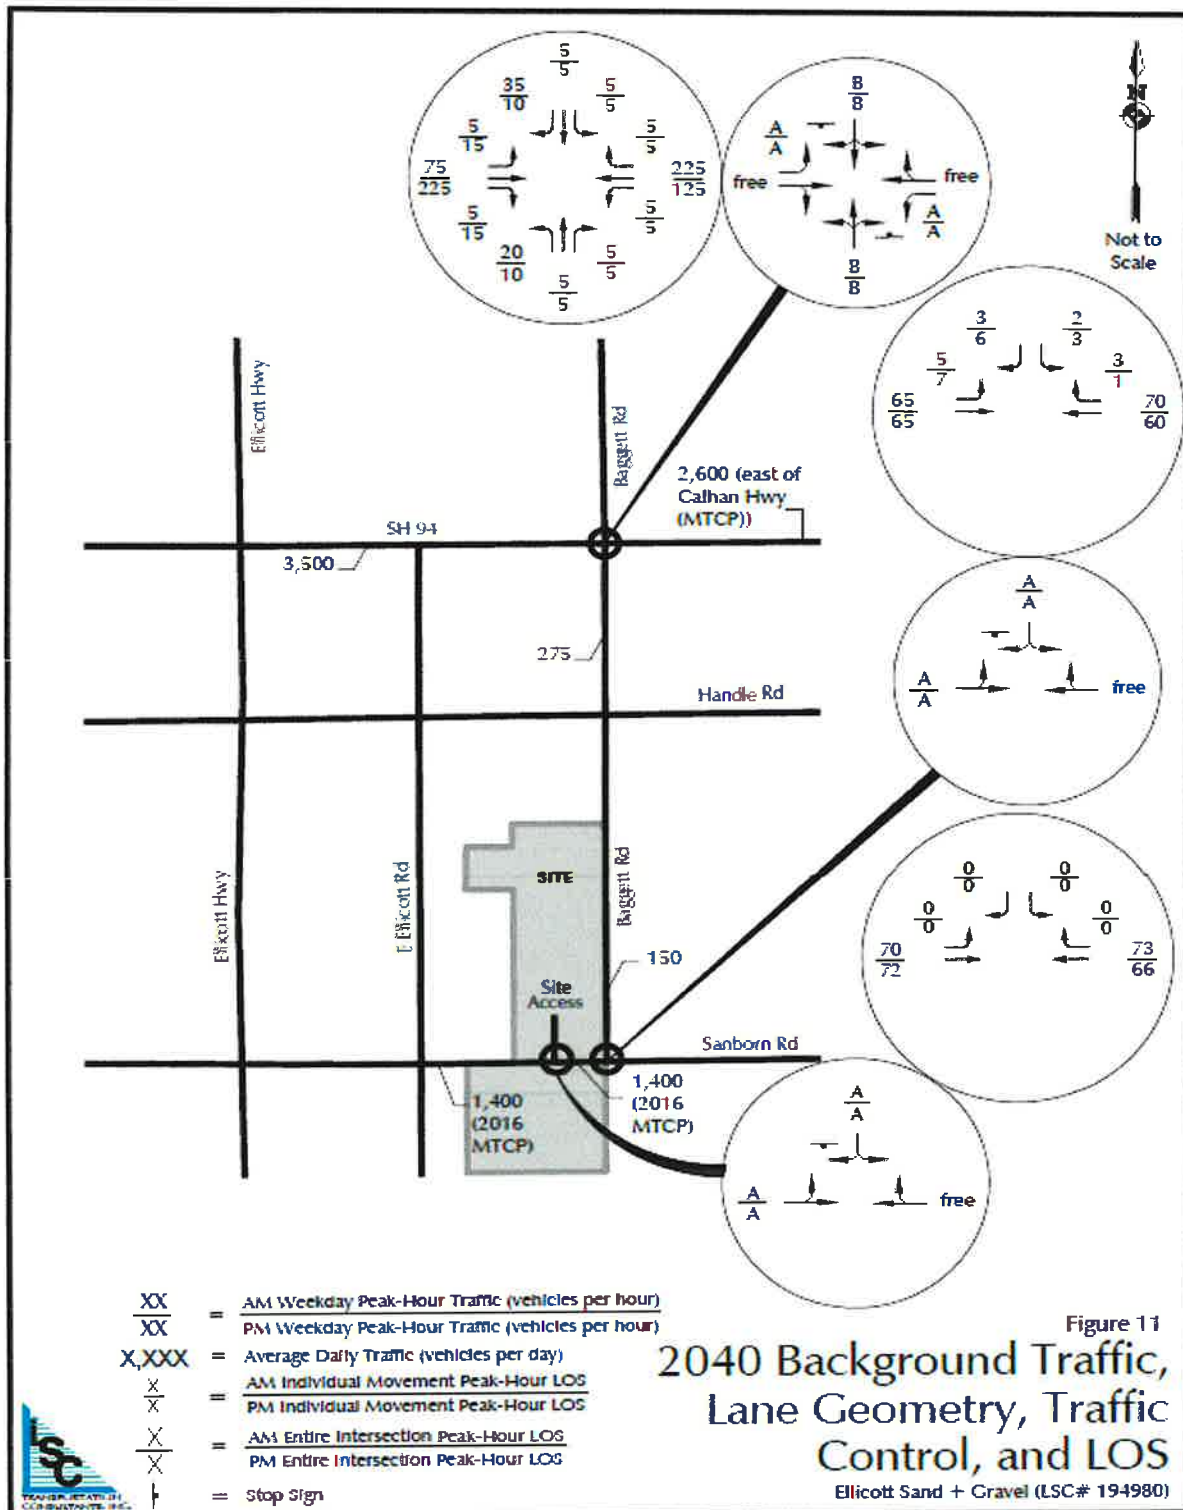 5
5
35
10
5
5
5
15
5
5
75
225
225
125
5
15
5
5
20
10
5
5
5
5
B
B
A
A
free
free
A
A
B
B
N
Not to
Scale
3
6
2
3
5
7
3
1
65
65
70
60
Ellicott Hwy
Baggett Rd
2,600 (east of
Calhan Hwy
(MTCP))
SH 94
3,500
275
Handle Rd
A
A
A
A
free
Ellicott Hwy
E Ellicott Rd
SITE
Baggett Rd
0
0
0
0
0
0
0
0
70
72
73
66
150
Site
Access
Sanborn Rd
1,400
(2016
MTCP)
1,400
(2016
MTCP)
A
A
A
A
free
XX
XX
= AM Weekday Peak-Hour Traffic (vehicles per hour)
PM Weekday Peak-Hour Traffic (vehicles per hour)
X,XXX = Average Daily Traffic (vehicles per day)
X
X
= AM Individual Movement Peak-Hour LOS
PM Individual Movement Peak-Hour LOS
X
X
= AM Entire Intersection Peak-Hour LOS
PM Entire Intersection Peak-Hour LOS
= Stop Sign
LSC
TRANSPORTATION
CONSULTANTS, INC.
Figure 11
2040 Background Traffic,
Lane Geometry, Traffic
Control, and LOS
Ellicott Sand + Gravel (LSC# 194980)